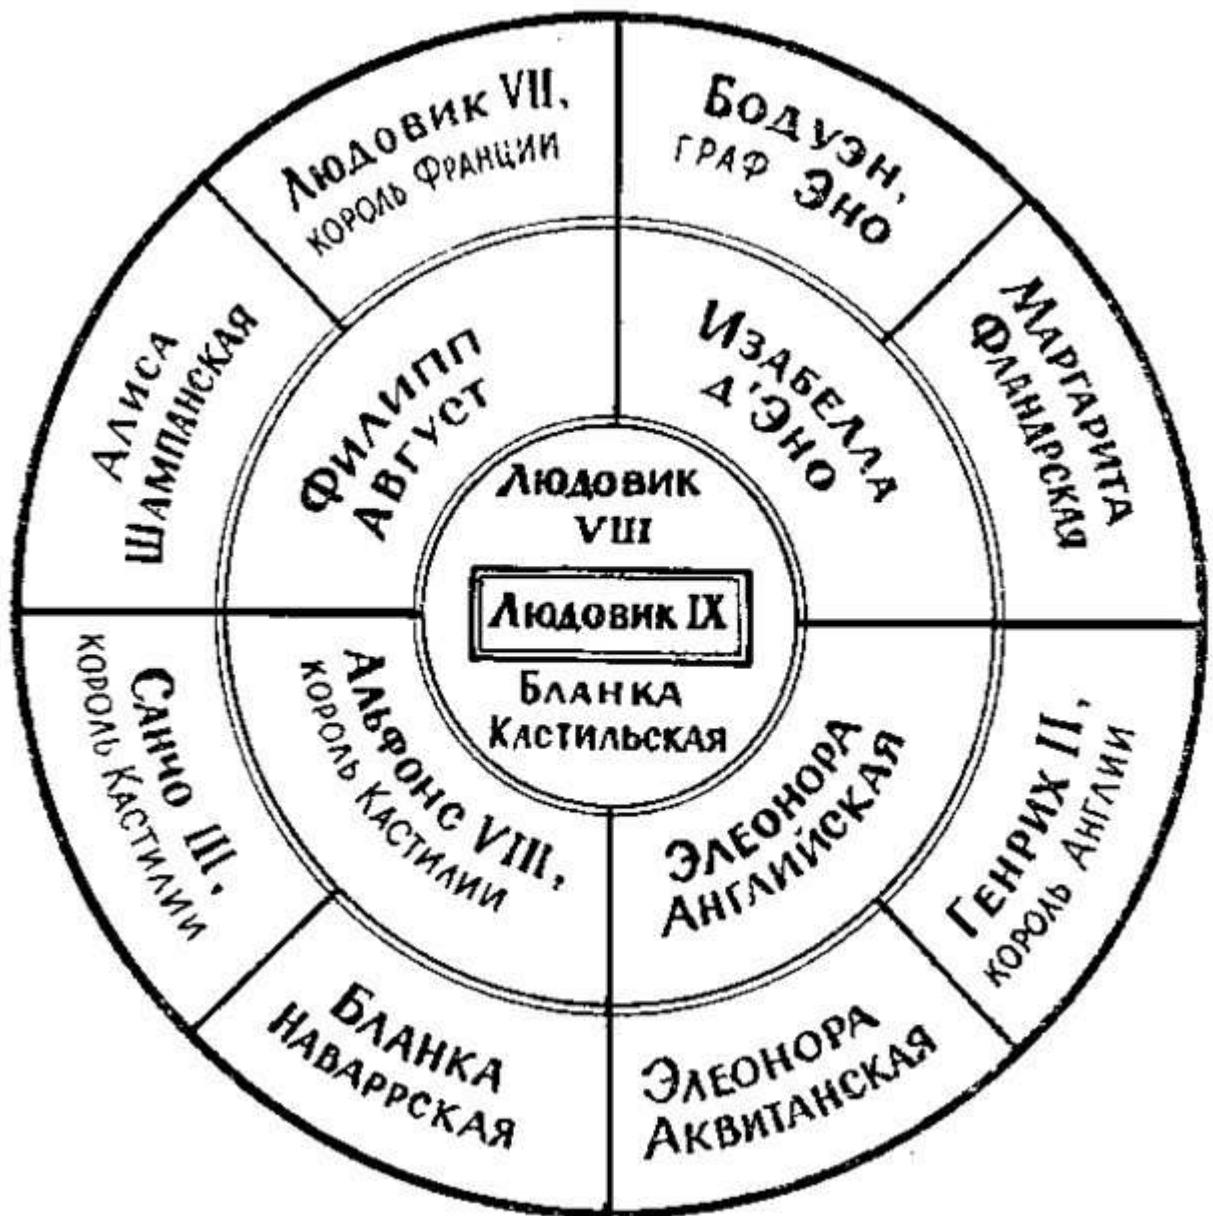 Людовик VII,
король Франции
Бодуэн,
граф Эно
Алиса
Шампанская
Филипп
Август
Изабелла
д'Эно
Маргарита
Фландрская
Людовик
VIII
Людовик IX
Бланка
Кастильская
Санчо III,
король Кастилии
Альфонс VIII,
король Кастилии
Элеонора
Английская
Генрих II,
король Англии
Бланка
Наваррская
Элеонора
Аквитанская